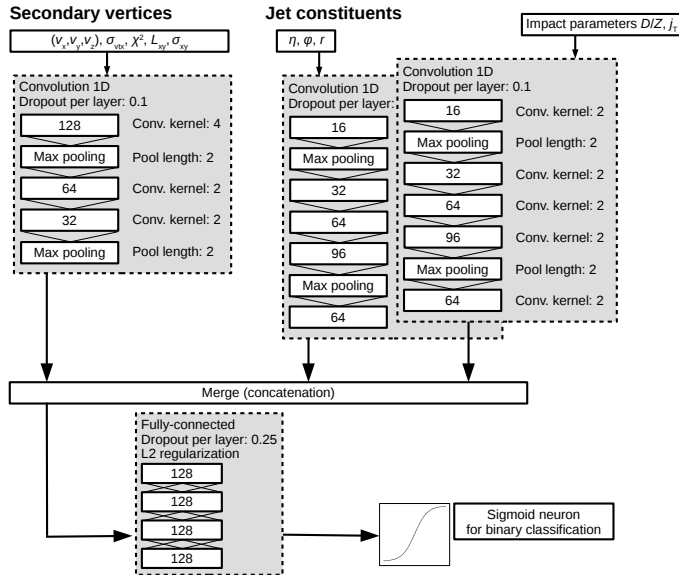 Secondary vertices
Jet constituents
(vx,vy,vz), σvtx, χ², Lxy, σxy
η, φ, r
Impact parameters D/Z, jT
Convolution 1D
Dropout per layer: 0.1
128
Conv. kernel: 4
Max pooling
Pool length: 2
64
Conv. kernel: 2
32
Conv. kernel: 2
Max pooling
Pool length: 2
Convolution 1D
Dropout per layer:
16
Max pooling
32
64
96
Max pooling
64
Convolution 1D
Dropout per layer: 0.1
16
Conv. kernel: 2
Max pooling
Pool length: 2
32
Conv. kernel: 2
64
Conv. kernel: 2
96
Conv. kernel: 2
Max pooling
Pool length: 2
64
Conv. kernel: 2
Merge (concatenation)
Fully-connected
Dropout per layer: 0.25
L2 regularization
128
128
128
128
Sigmoid neuron
for binary classification